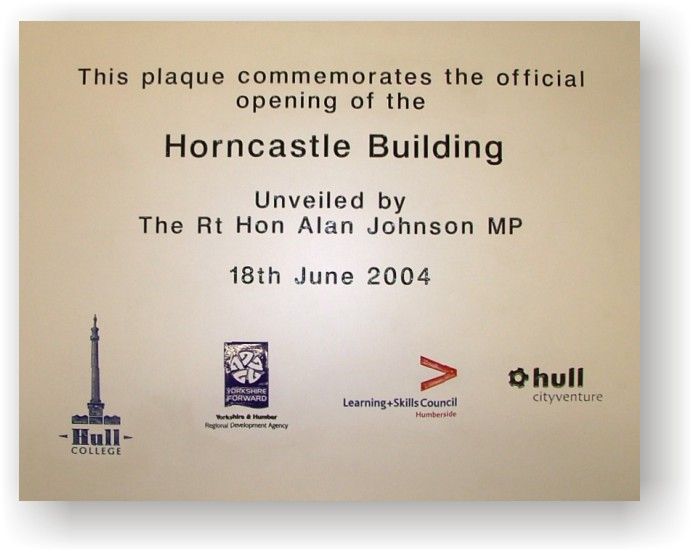 This plaque commemorates the official
opening of the
Horncastle Building
Unveiled by
The Rt Hon Alan Johnson MP
18th June 2004
Hull
COLLEGE
YORKSHIRE
FORWARD
Yorkshire & Humber
Regional Development Agency
Learning+Skills Council
Humberside
hull
cityventure